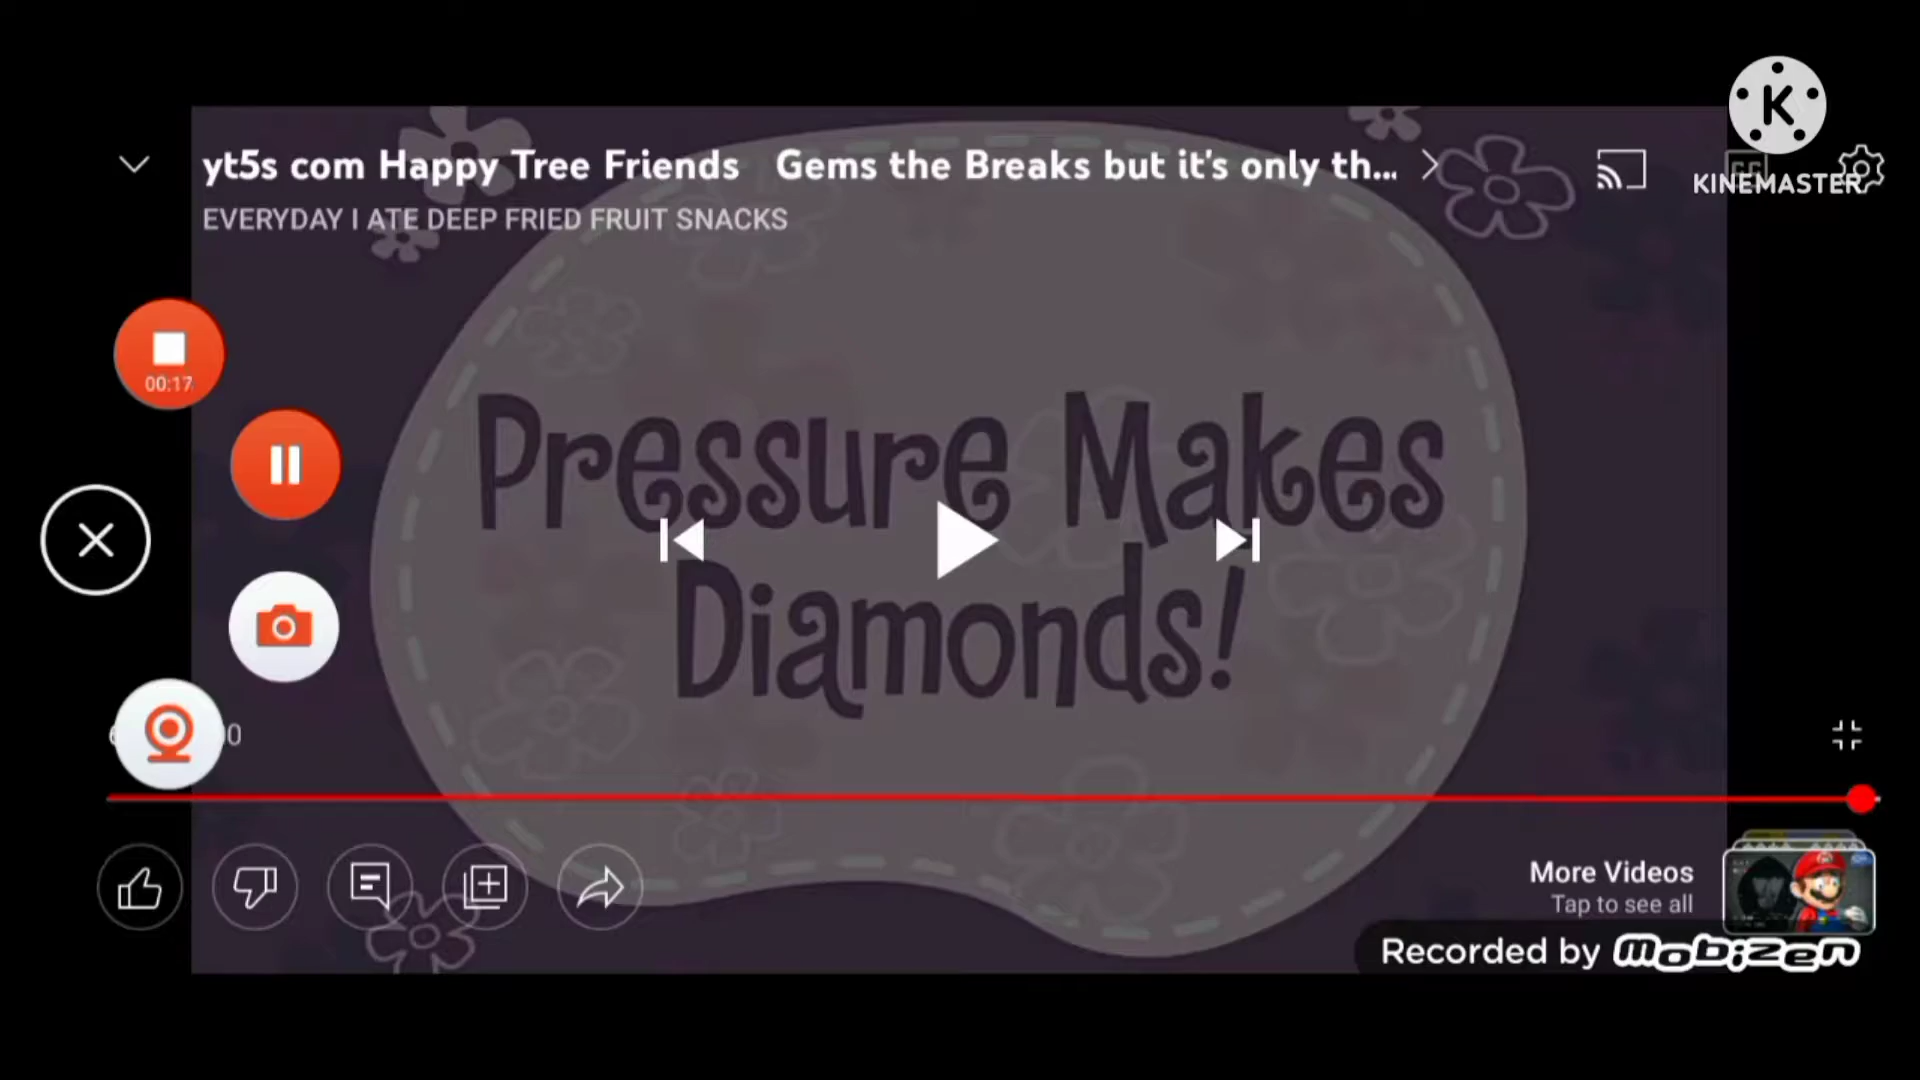 yt5s com Happy Tree Friends Gems the Breaks but it's only th...
EVERYDAY I ATE DEEP FRIED FRUIT SNACKS
K
KINEMASTER
00:17
Pressure Makes
Diamonds!
0
More Videos
Tap to see all
Recorded by mobizen